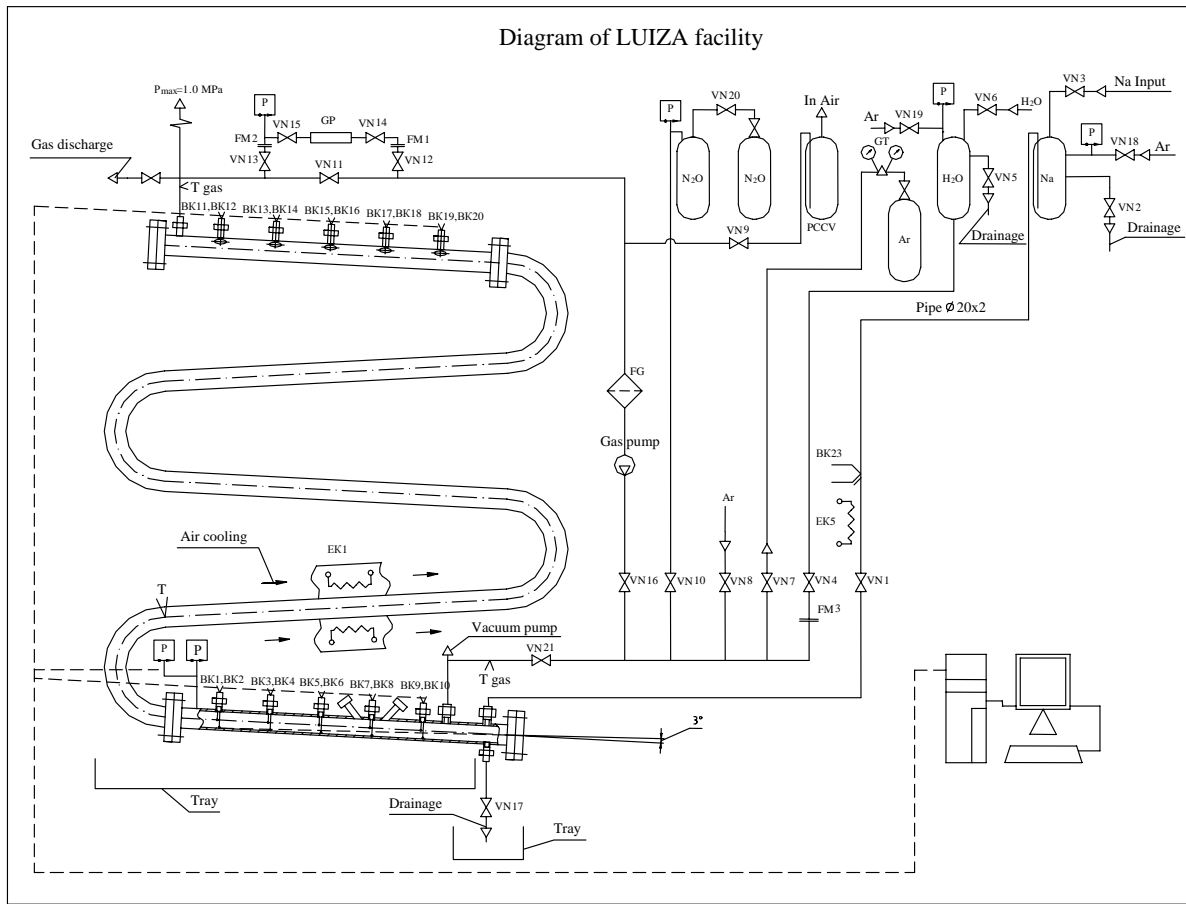 Diagram of LUIZA facility
Pmax=1.0 MPa
P
VN15
GP
VN14
FM2
FM1
VN13
VN11
VN12
Gas discharge
T gas
BK11,BK12
BK13,BK14
BK15,BK16
BK17,BK18
BK19,BK20
P
VN20
N2O
N2O
In Air
PCCV
VN9
Ar
VN19
P
VN6
H2O
GT
H2O
VN5
Drainage
Ar
VN3
Na Input
P
VN18
Ar
Na
VN2
Drainage
Pipe Ø 20x2
FG
Gas pump
BK23
EK5
Ar
Air cooling
EK1
T
VN16
VN10
VN8
VN7
VN4
VN1
FM3
P
P
Vacuum pump
VN21
T gas
BK1,BK2
BK3,BK4
BK5,BK6
BK7,BK8
BK9,BK10
3°
Tray
Drainage
VN17
Tray